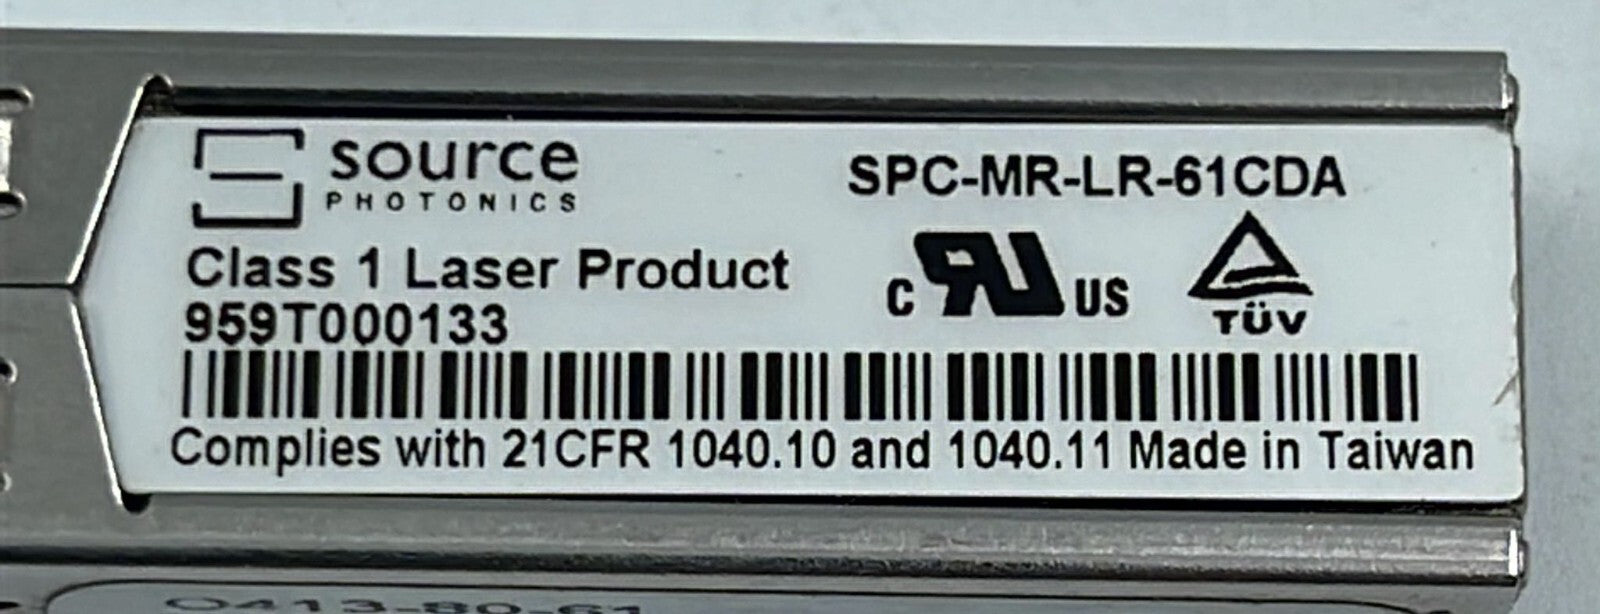 source
PHOTONICS
SPC-MR-LR-61CDA
Class 1 Laser Product
c RU US
TÜV
959T000133
Complies with 21CFR 1040.10 and 1040.11 Made in Taiwan